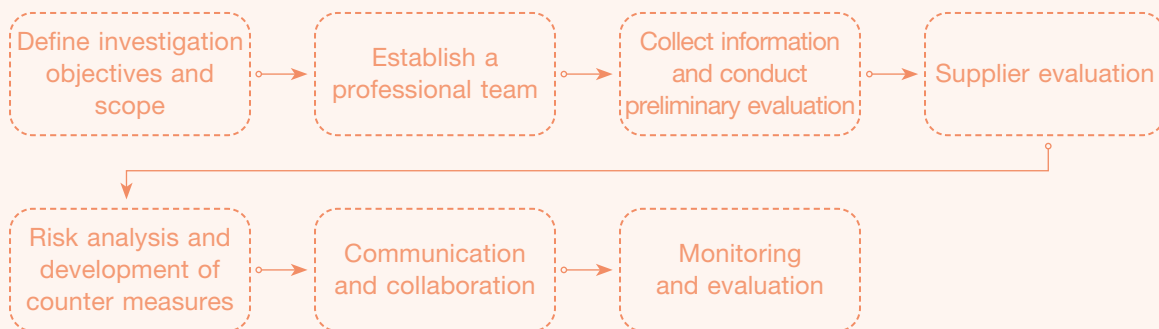 Define investigation
objectives and
scope
Establish a
professional team
Collect information
and conduct
preliminary evaluation
Supplier evaluation
Risk analysis and
development of
counter measures
Communication
and collaboration
Monitoring
and evaluation